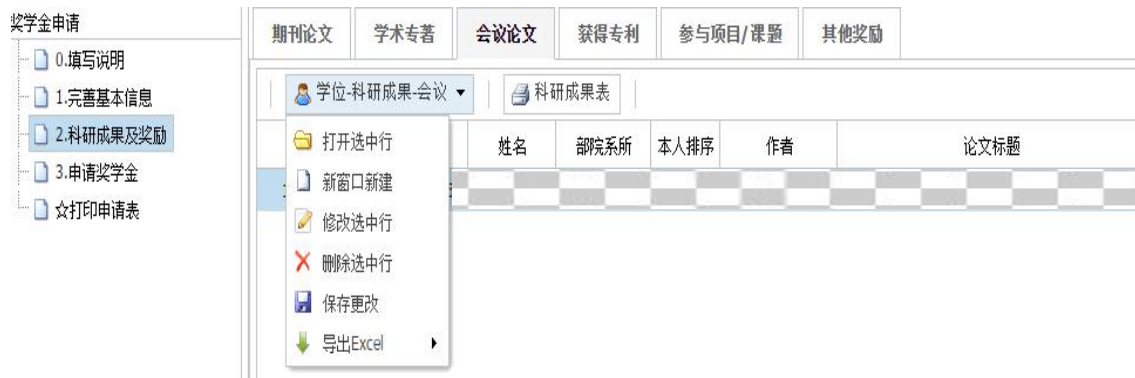 奖学金申请
0.填写说明
1.完善基本信息
2.科研成果及奖励
3.申请奖学金
☆打印申请表
期刊论文 学术专著 会议论文 获得专利 参与项目/课题 其他奖励
学位-科研成果-会议 科研成果表
姓名 部院系所 本人排序 作者 论文标题
打开选中行
新窗口新建
修改选中行
删除选中行
保存更改
导出Excel